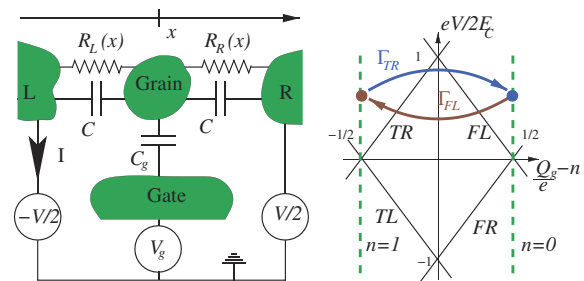 x
R_L(x)
R_R(x)
L
Grain
R
C
C
I
C_g
Gate
-V/2
V/2
V_g
eV/2E_C
1
Γ_TR
Γ_FL
-1/2
1/2
TR
FL
Q_g/e -n
TL
FR
n=1
n=0
-1